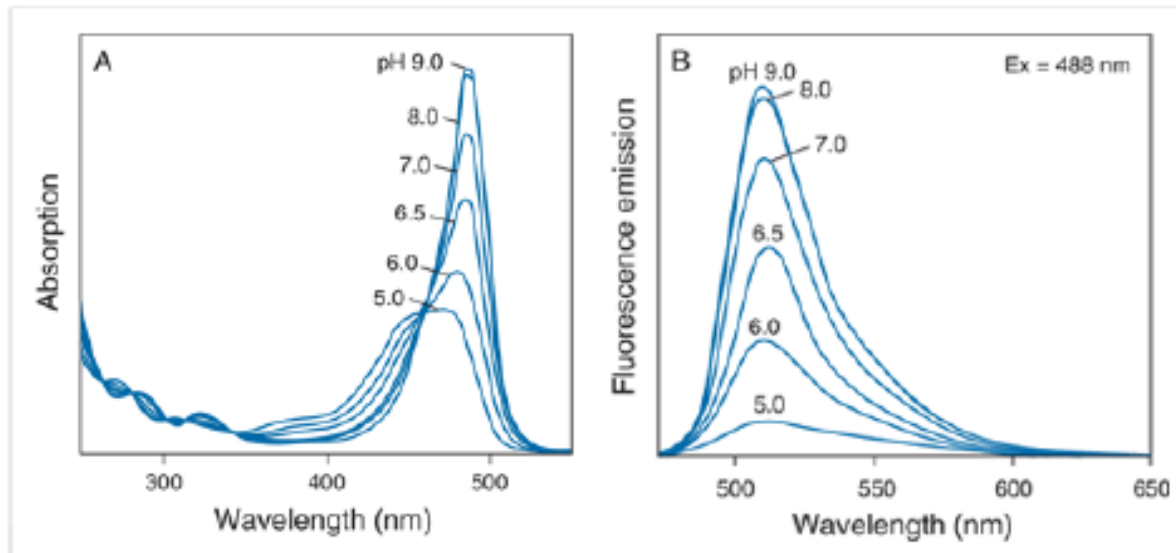 A
pH 9.0
8.0
7.0
6.5
6.0
5.0
Absorption
300 400 500
Wavelength (nm)
B
Ex = 488 nm
pH 9.0
8.0
7.0
6.5
6.0
5.0
Fluorescence emission
500 550 600 650
Wavelength (nm)